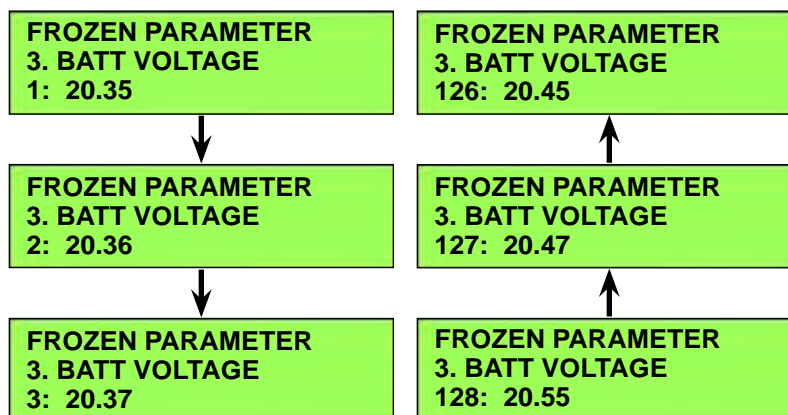 FROZEN PARAMETER
3. BATT VOLTAGE
1: 20.35
FROZEN PARAMETER
3. BATT VOLTAGE
2: 20.36
FROZEN PARAMETER
3. BATT VOLTAGE
3: 20.37
FROZEN PARAMETER
3. BATT VOLTAGE
126: 20.45
FROZEN PARAMETER
3. BATT VOLTAGE
127: 20.47
FROZEN PARAMETER
3. BATT VOLTAGE
128: 20.55